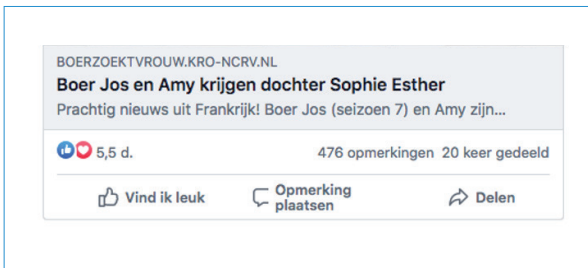 BOERZOEKTVROUW.KRO-NCRV.NL
Boer Jos en Amy krijgen dochter Sophie Esther
Prachtig nieuws uit Frankrijk! Boer Jos (seizoen 7) en Amy zijn...
5,5 d. 476 opmerkingen 20 keer gedeeld
Vind ik leuk Opmerking plaatsen Delen